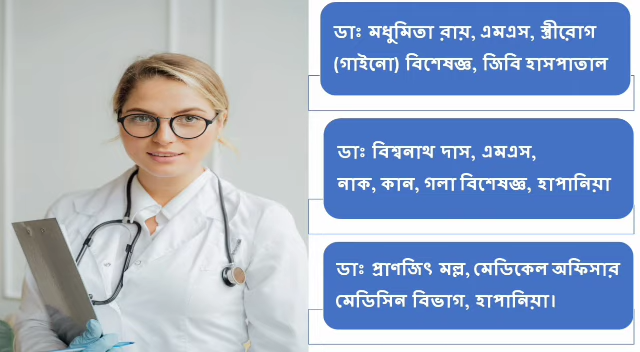 ডাঃ মধুমিতা রায়, এমএস, স্ত্রীরোগ
(গাইনো) বিশেষজ্ঞ, জিবি হাসপাতাল
ডাঃ বিশ্বনাথ দাস, এমএস,
নাক, কান, গলা বিশেষজ্ঞ, হাপানিয়া
ডাঃ প্রাণজিৎ মল্ল, মেডিকেল অফিসার
মেডিসিন বিভাগ, হাপানিয়া।